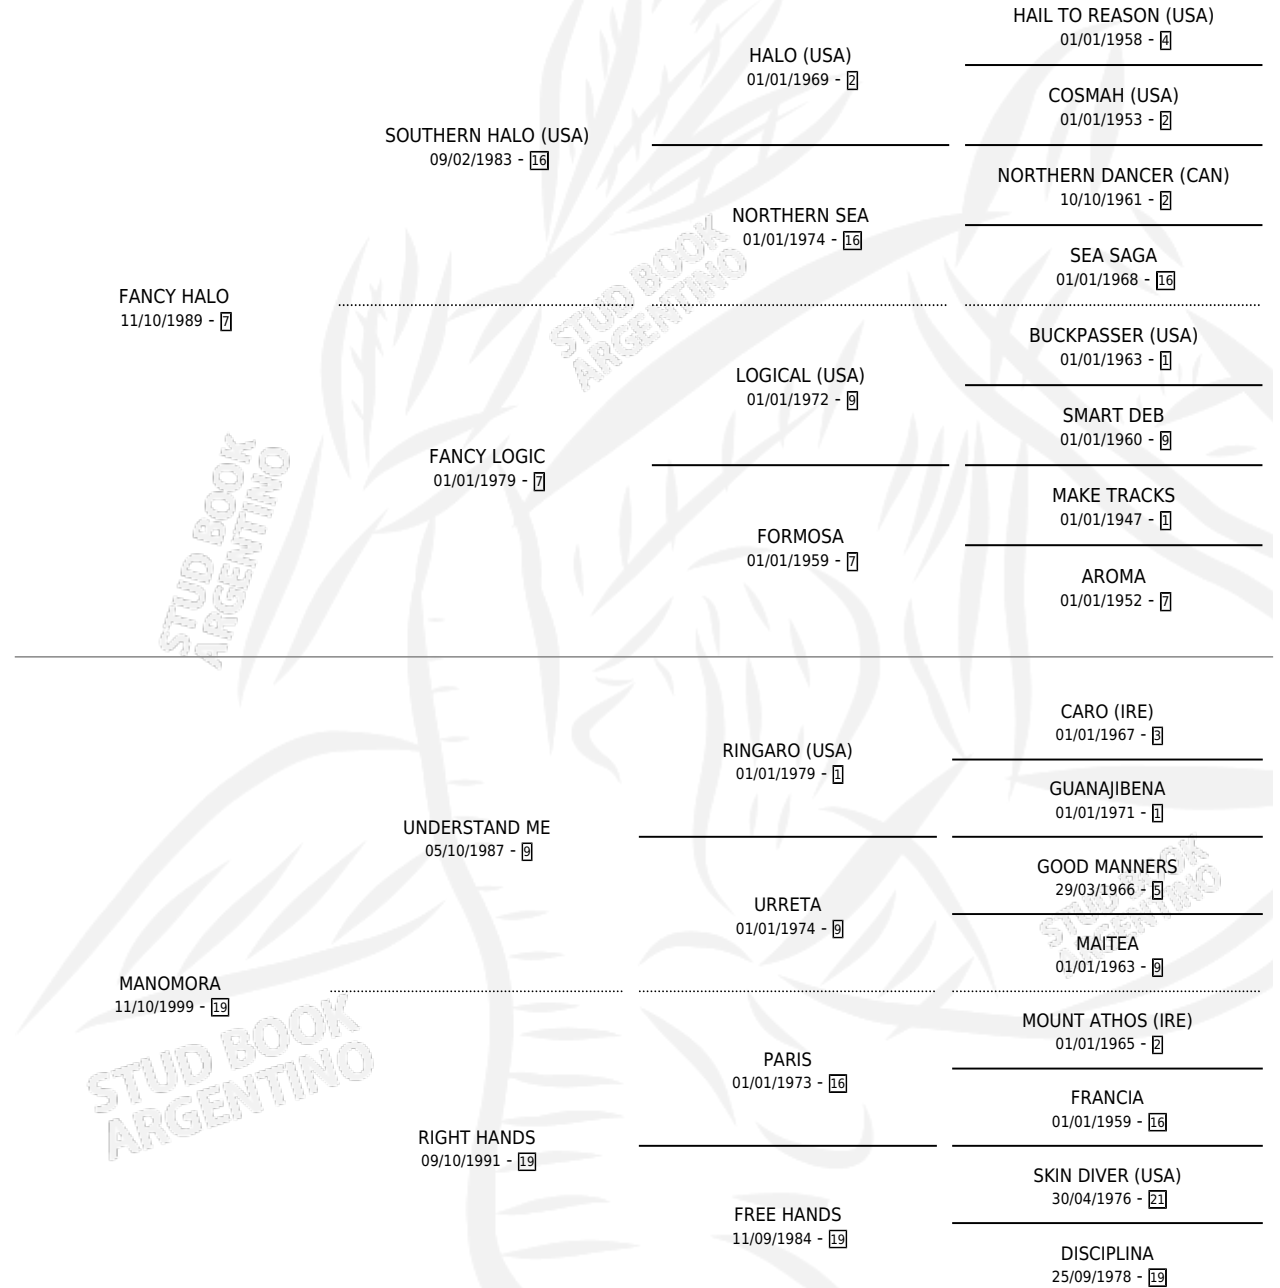 HAIL TO REASON (USA)
01/01/1958 - 4
HALO (USA)
01/01/1969 - 2
COSMAH (USA)
01/01/1953 - 2
SOUTHERN HALO (USA)
09/02/1983 - 16
NORTHERN DANCER (CAN)
10/10/1961 - 2
NORTHERN SEA
01/01/1974 - 16
SEA SAGA
01/01/1968 - 16
FANCY HALO
11/10/1989 - 7
STUD BOOK
ARGENTINO
BUCKPASSER (USA)
01/01/1963 - 1
LOGICAL (USA)
01/01/1972 - 9
SMART DEB
01/01/1960 - 9
FANCY LOGIC
01/01/1979 - 7
MAKE TRACKS
01/01/1947 - 1
FORMOSA
01/01/1959 - 7
AROMA
01/01/1952 - 7
STUD BOOK
ARGENTINO
CARO (IRE)
01/01/1967 - 3
RINGARO (USA)
01/01/1979 - 1
GUANAJIBENA
01/01/1971 - 1
UNDERSTAND ME
05/10/1987 - 9
GOOD MANNERS
29/03/1966 - 5
URRETA
01/01/1974 - 9
MAITEA
01/01/1963 - 9
STUD BOOK
ARGENTINO
MANOMORA
11/10/1999 - 19
MOUNT ATHOS (IRE)
01/01/1965 - 2
PARIS
01/01/1973 - 16
FRANCIA
01/01/1959 - 16
STUD BOOK
ARGENTINO
RIGHT HANDS
09/10/1991 - 19
SKIN DIVER (USA)
30/04/1976 - 21
FREE HANDS
11/09/1984 - 19
DISCIPLINA
25/09/1978 - 19